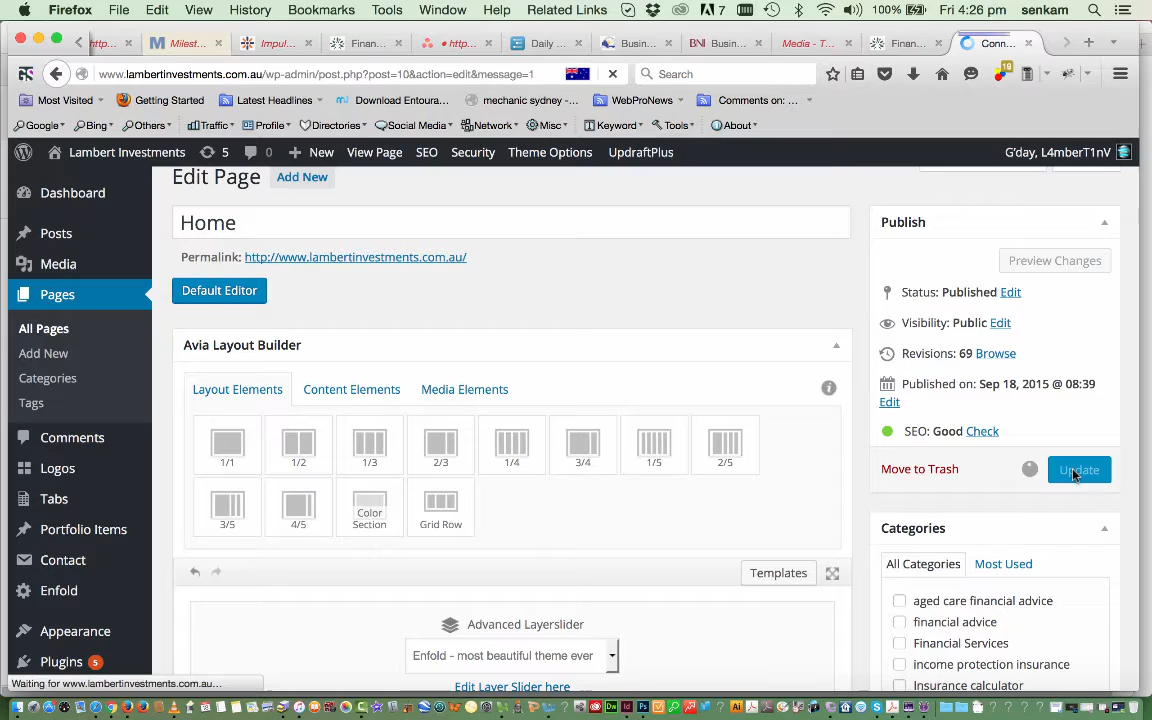 Firefox File Edit View History Bookmarks Tools Window Help Related Links 7 100% Fri 4:26 pm senkam
http... Milest... Impul... Finan... http... Daily ... Busin... BNI Busin... Media - T... Finan... Conn...
www.lambertinvestments.com.au/wp-admin/post.php?post=10&action=edit&message=1 Search
Most Visited Getting Started Latest Headlines Download Entoura... mechanic sydney -... WebProNews Comments on: ...
Google Bing Others Traffic Profile Directories Social Media Network Misc Keyword Tools About
Lambert Investments 5 0 New View Page SEO Security Theme Options UpdraftPlus G'day, L4mberT1nV
Edit Page Add New
Dashboard
Posts
Media
Pages
All Pages
Add New
Categories
Tags
Comments
Logos
Tabs
Portfolio Items
Contact
Enfold
Appearance
Plugins 5
Home
Permalink: http://www.lambertinvestments.com.au/
Default Editor
Avia Layout Builder
Layout Elements Content Elements Media Elements
1/1 1/2 1/3 2/3 1/4 3/4 1/5 2/5
3/5 4/5 Color Section Grid Row
Templates
Advanced Layerslider
Enfold - most beautiful theme ever
Edit Layer Slider here
Publish
Preview Changes
Status: Published Edit
Visibility: Public Edit
Revisions: 69 Browse
Published on: Sep 18, 2015 @ 08:39
Edit
SEO: Good Check
Move to Trash Update
Categories
All Categories Most Used
aged care financial advice
financial advice
Financial Services
income protection insurance
Insurance calculator
Waiting for www.lambertinvestments.com.au...